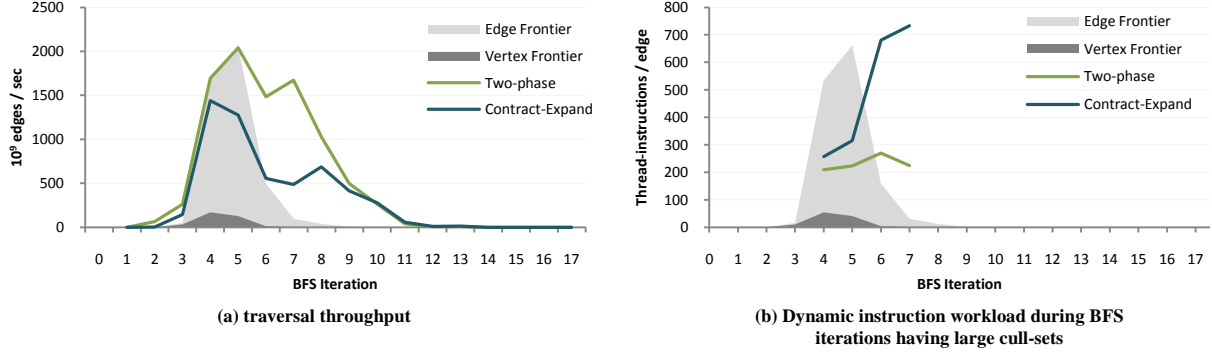 2500
2000
1500
1000
500
0
10⁹ edges / sec
Edge Frontier
Vertex Frontier
Two-phase
Contract-Expand
0 1 2 3 4 5 6 7 8 9 10 11 12 13 14 15 16 17
BFS Iteration
(a) traversal throughput
800
700
600
500
400
300
200
100
0
Thread-instructions / edge
Edge Frontier
Vertex Frontier
Two-phase
Contract-Expand
0 1 2 3 4 5 6 7 8 9 10 11 12 13 14 15 16 17
BFS Iteration
(b) Dynamic instruction workload during BFS
iterations having large cull-sets